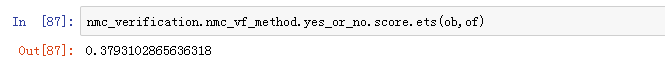 In [87]: nmc_verification.nmc_vf_method.yes_or_no.score.ets(ob,of)
Out[87]: 0.3793102865636318